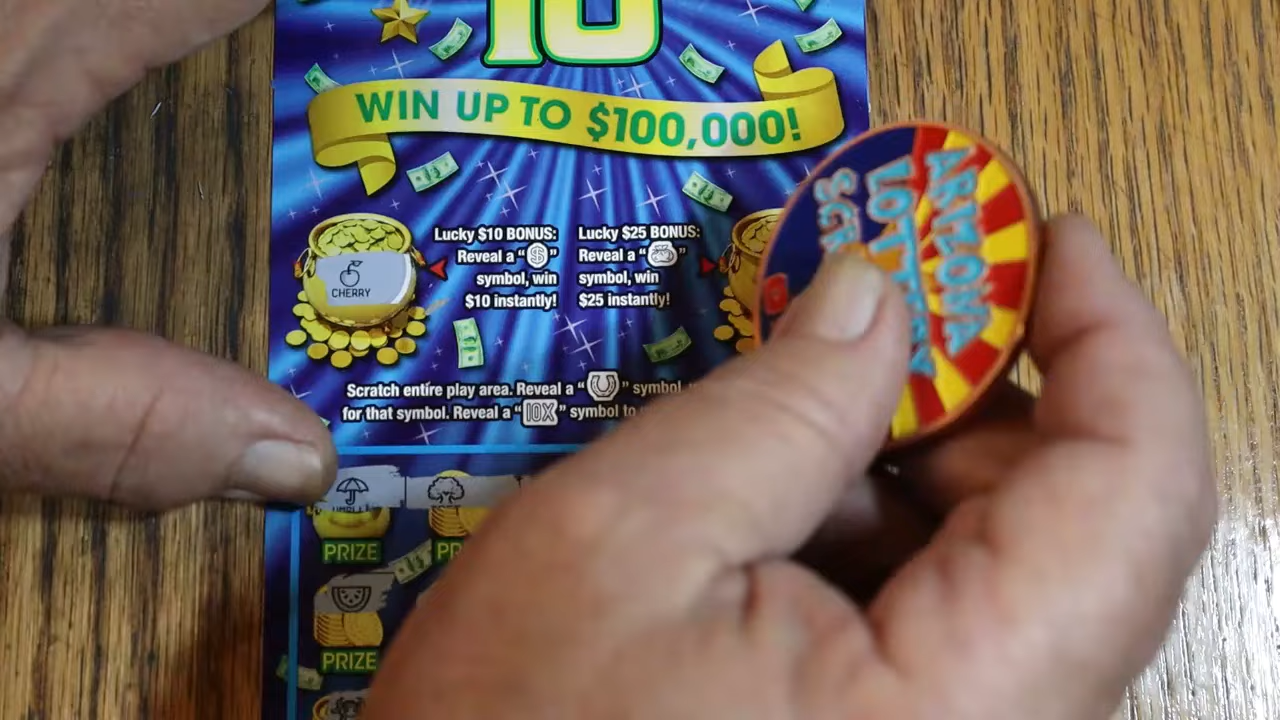 10
WIN UP TO $100,000!
Lucky $10 BONUS:
Reveal a " "
symbol, win
$10 instantly!
Lucky $25 BONUS:
Reveal a " "
symbol, win
$25 instantly!
CHERRY
ARIZONA
LOTTERY
Scratch entire play area. Reveal a " " symbol,
for that symbol. Reveal a "10X" symbol to
PRIZE
PRIZE